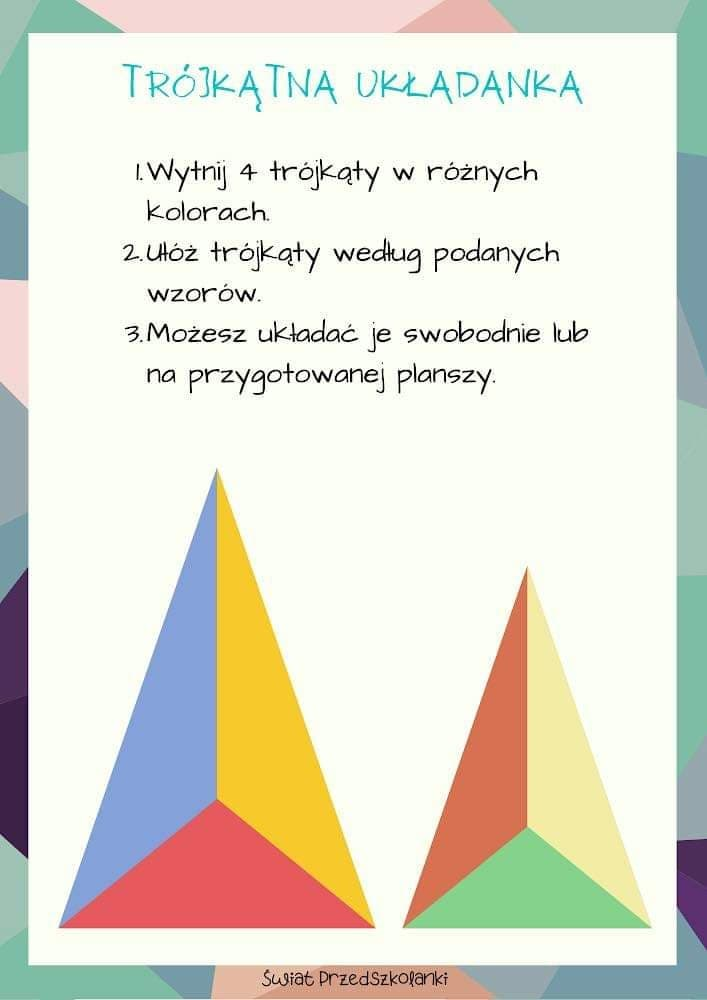 TRÓJKĄTNA UKŁADANKA
1. Wytnij 4 trójkąty w różnych
kolorach.
2. Ułóż trójkąty według podanych
wzorów.
3. Możesz układać je swobodnie lub
na przygotowanej planszy.
Świat Przedszkolanki